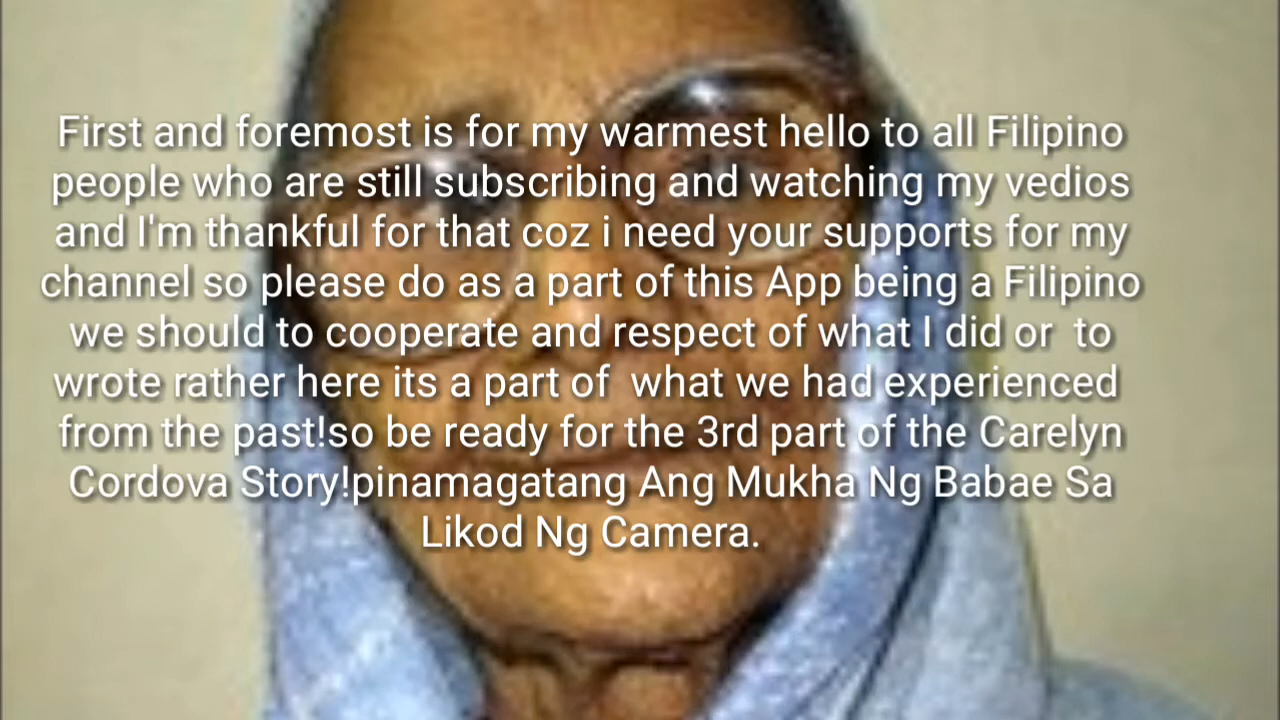 First and foremost is for my warmest hello to all Filipino
people who are still subscribing and watching my vedios
and I'm thankful for that coz i need your supports for my
channel so please do as a part of this App being a Filipino
we should to cooperate and respect of what I did or  to
wrote rather here its a part of  what we had experienced
from the past!so be ready for the 3rd part of the Carelyn
Cordova Story!pinamagatang Ang Mukha Ng Babae Sa
Likod Ng Camera.